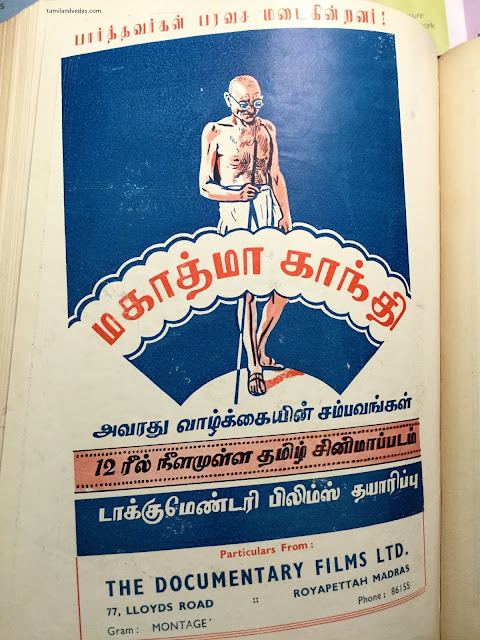 tamilandvedas.com
பார்த்தவர்கள் பரவச மடைகின்றனர்!
மகாத்மா காந்தி
அவரது வாழ்க்கையின் சம்பவங்கள்
12 ரீல் நீளமுள்ள தமிழ் சினிமாப்படம்
டாக்குமேண்டரி பிலிம்ஸ் தயாரிப்பு
Particulars From :
THE DOCUMENTARY FILMS LTD.
77, LLOYDS ROAD :: ROYAPETTAH MADRAS
Gram : MONTAGE' Phone : 86155